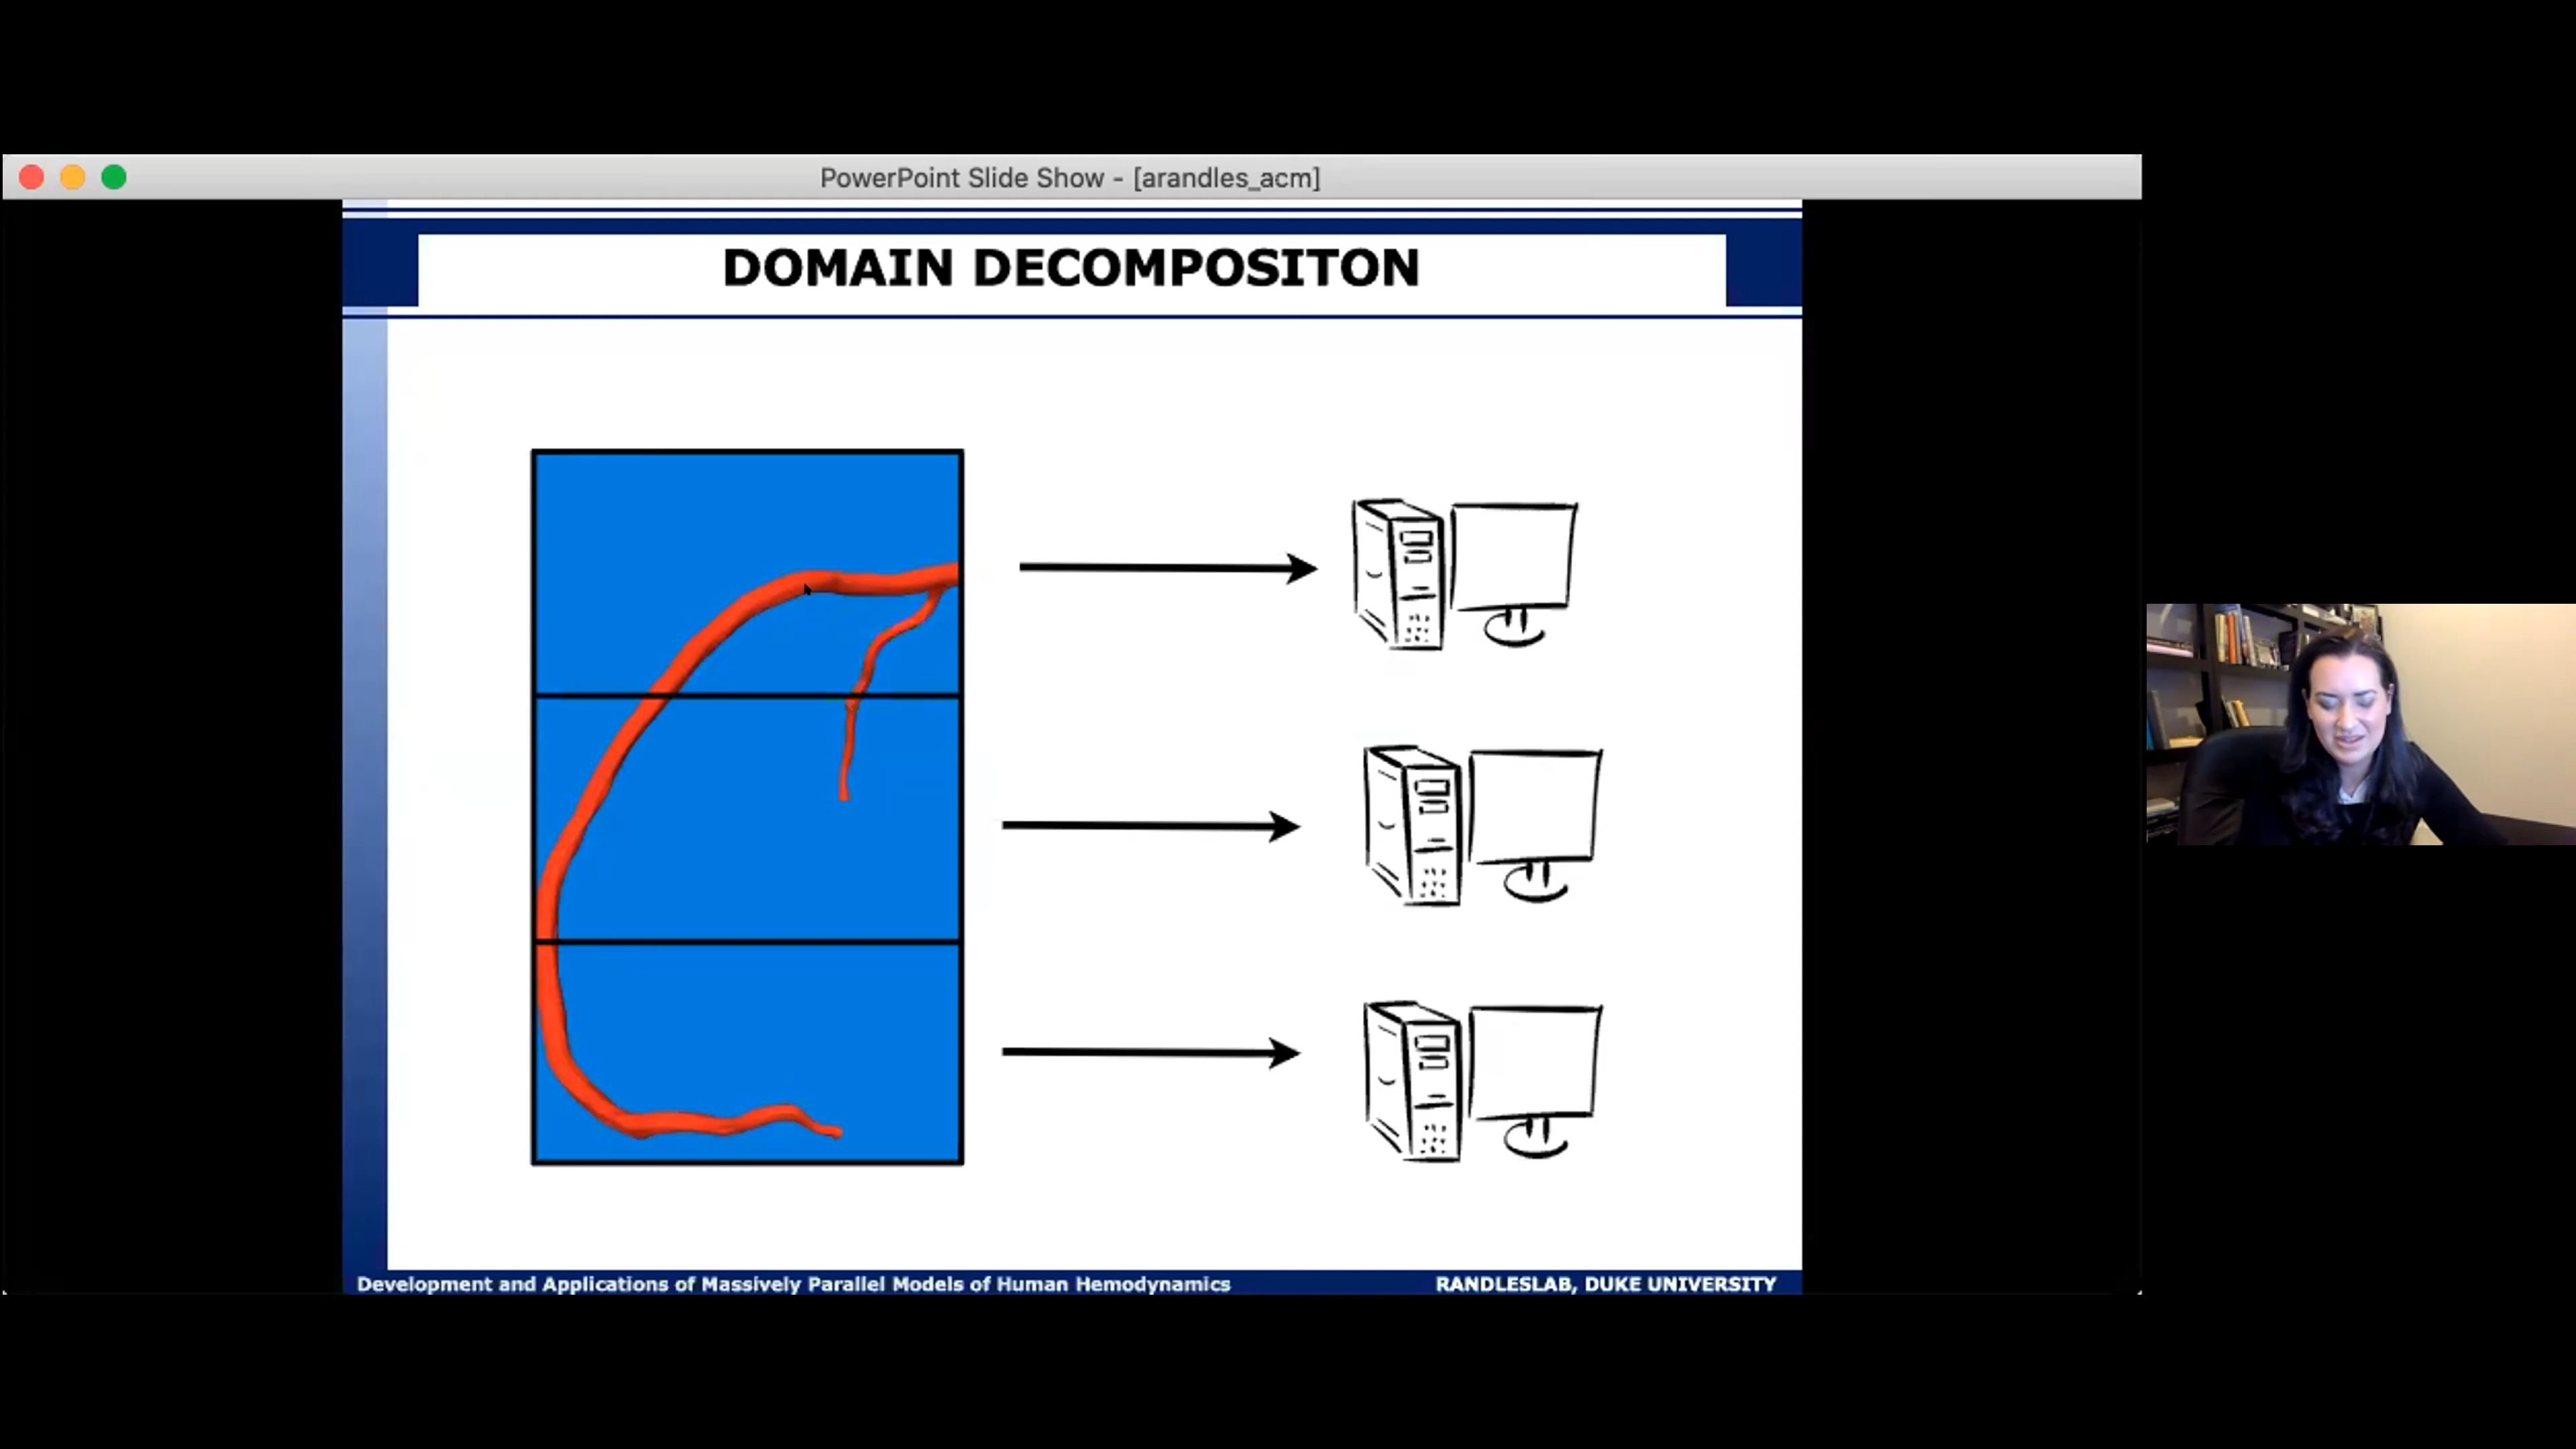 PowerPoint Slide Show - [arandles_acm]
DOMAIN DECOMPOSITON
Development and Applications of Massively Parallel Models of Human Hemodynamics
RANDLESLAB, DUKE UNIVERSITY